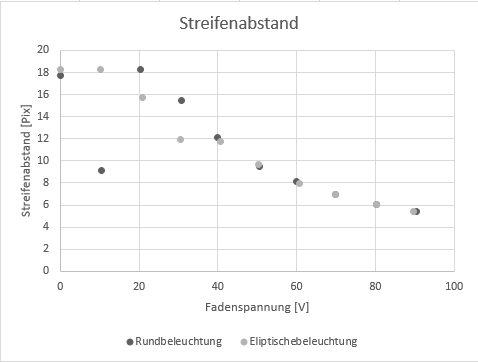 Streifenabstand
20
18
16
14
12
10
8
6
4
2
0
Streifenabstand [Pix]
0 20 40 60 80 100
Fadenspannung [V]
Rundbeleuchtung Eliptischebeleuchtung